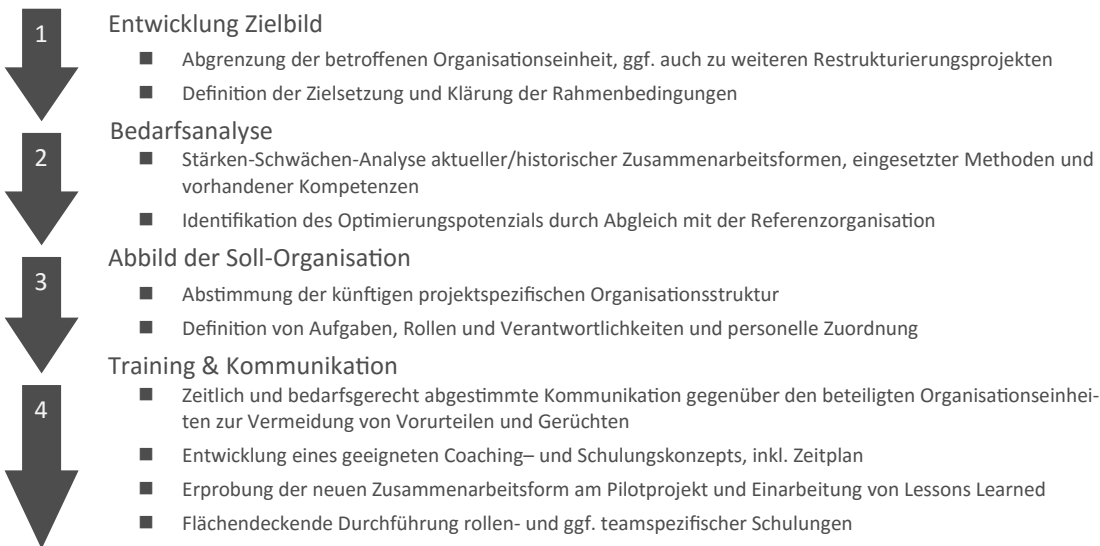 1
Entwicklung Zielbild
■ Abgrenzung der betroffenen Organisationseinheit, ggf. auch zu weiteren Restrukturierungsprojekten
■ Definition der Zielsetzung und Klärung der Rahmenbedingungen
2
Bedarfsanalyse
■ Stärken-Schwächen-Analyse aktueller/historischer Zusammenarbeitsformen, eingesetzter Methoden und
vorhandener Kompetenzen
■ Identifikation des Optimierungspotenzials durch Abgleich mit der Referenzorganisation
3
Abbild der Soll-Organisation
■ Abstimmung der künftigen projektspezifischen Organisationsstruktur
■ Definition von Aufgaben, Rollen und Verantwortlichkeiten und personelle Zuordnung
4
Training & Kommunikation
■ Zeitlich und bedarfsgerecht abgestimmte Kommunikation gegenüber den beteiligten Organisationseinhei-
ten zur Vermeidung von Vorurteilen und Gerüchten
■ Entwicklung eines geeigneten Coaching– und Schulungskonzepts, inkl. Zeitplan
■ Erprobung der neuen Zusammenarbeitsform am Pilotprojekt und Einarbeitung von Lessons Learned
■ Flächendeckende Durchführung rollen- und ggf. teamspezifischer Schulungen